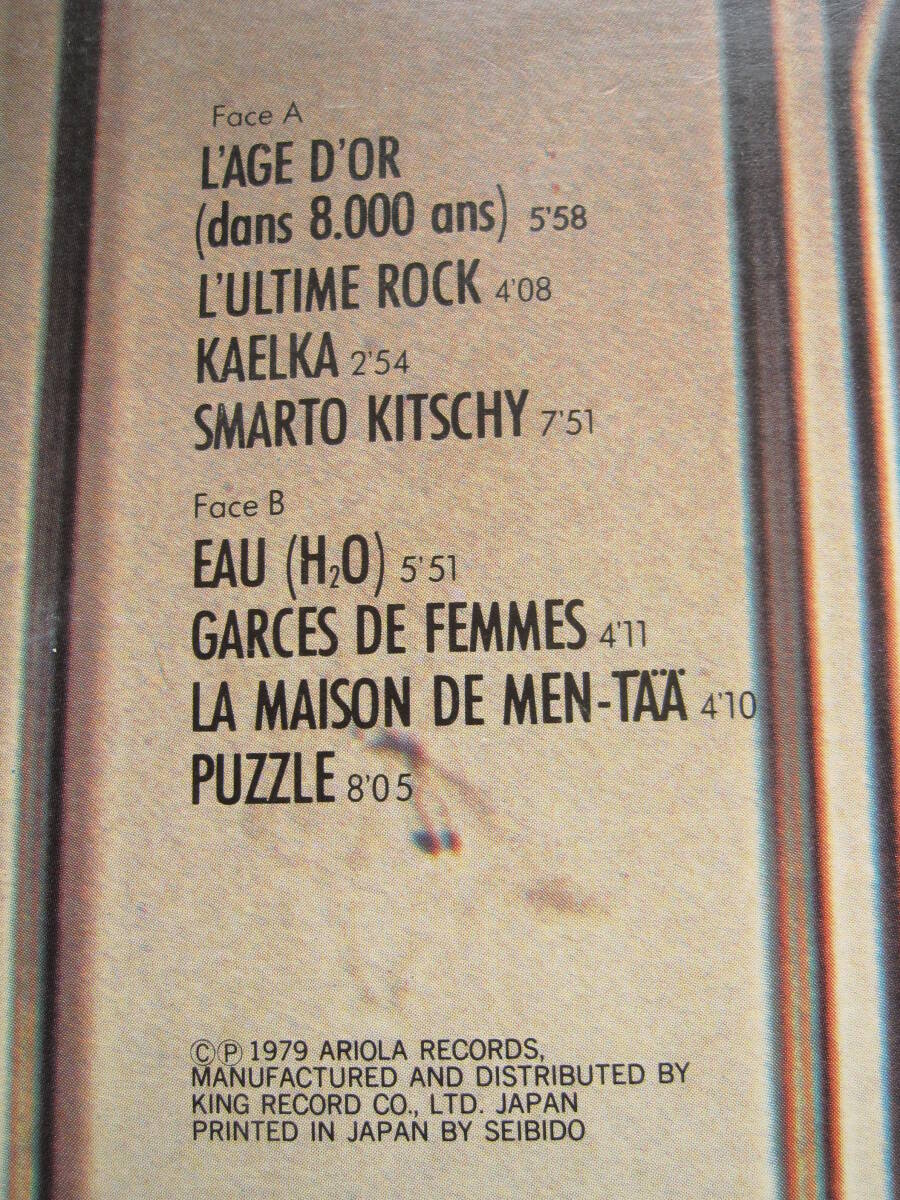 Face A
L'AGE D'OR
(dans 8.000 ans) 5'58
L'ULTIME ROCK 4'08
KAELKA 2'54
SMARTO KITSCHY 7'51
Face B
EAU (H₂O) 5'51
GARCES DE FEMMES 4'11
LA MAISON DE MEN-TÄÄ 4'10
PUZZLE 8'05
©℗ 1979 ARIOLA RECORDS,
MANUFACTURED AND DISTRIBUTED BY
KING RECORD CO., LTD. JAPAN
PRINTED IN JAPAN BY SEIBIDO